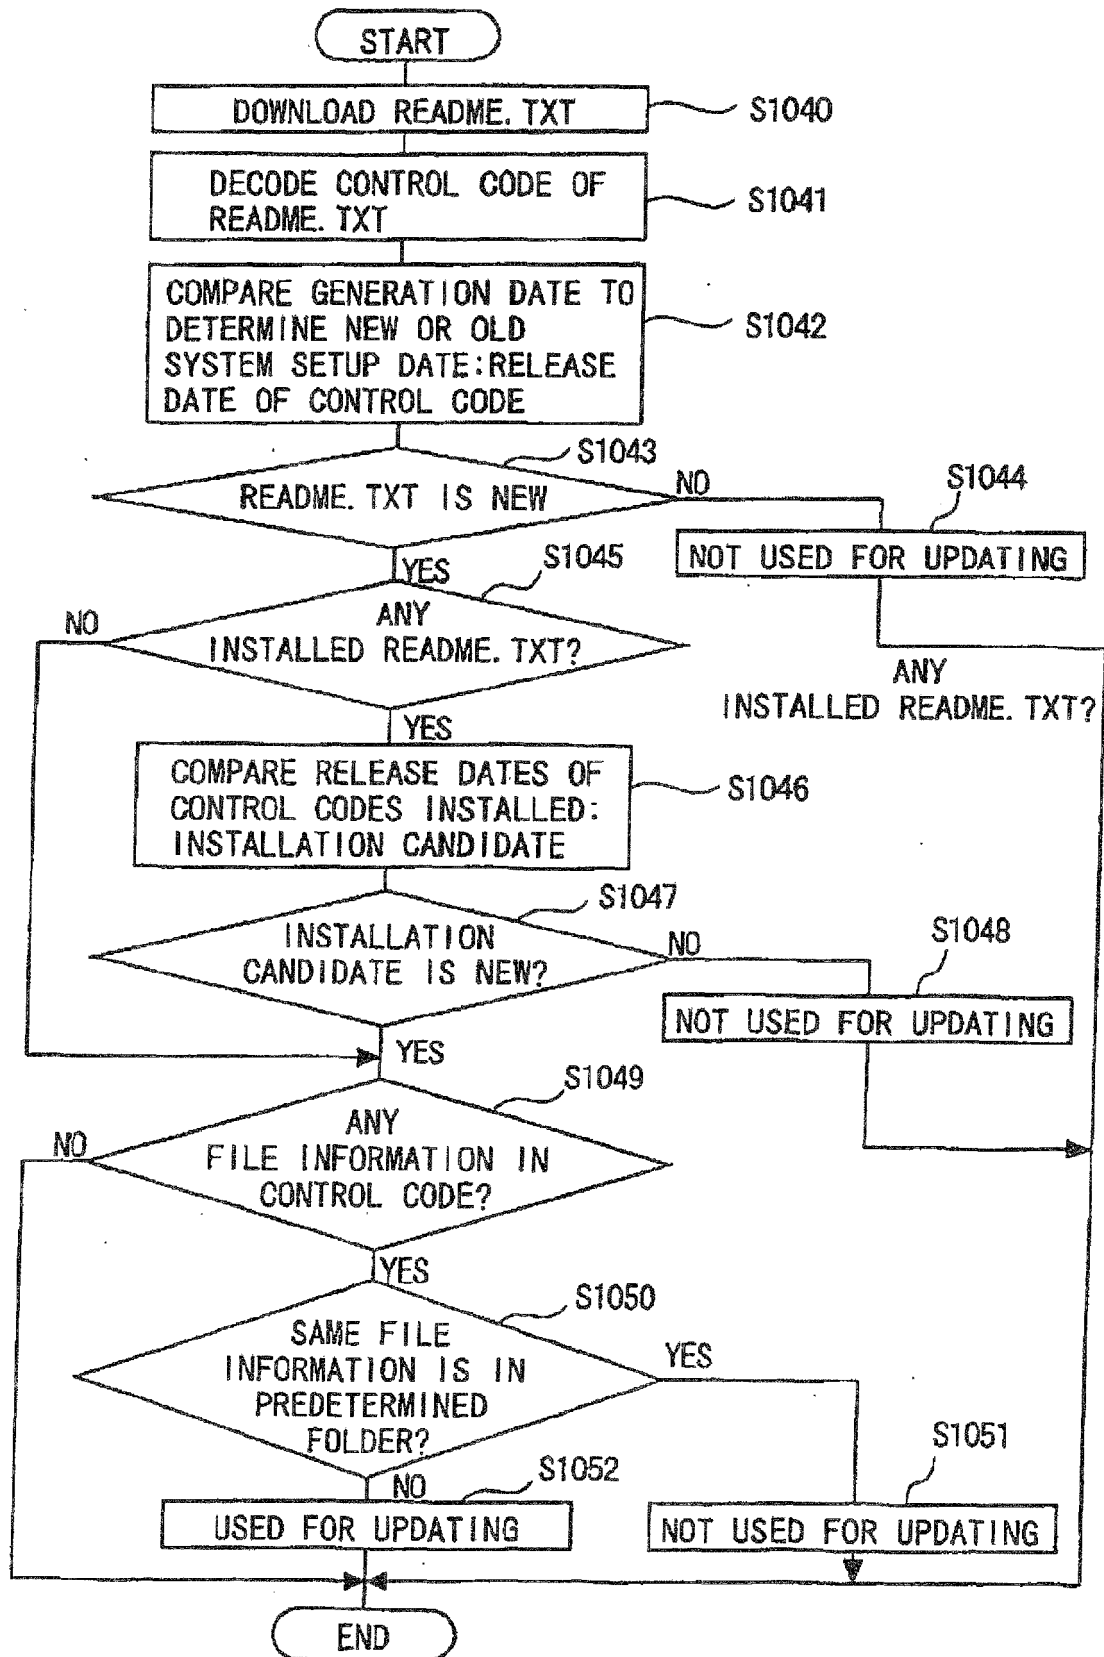 START
DOWNLOAD README.TXT
S1040
DECODE CONTROL CODE OF
README.TXT
S1041
COMPARE GENERATION DATE TO
DETERMINE NEW OR OLD
SYSTEM SETUP DATE:RELEASE
DATE OF CONTROL CODE
S1042
S1043
README.TXT IS NEW
NO
S1044
NOT USED FOR UPDATING
YES
S1045
ANY
INSTALLED README.TXT?
NO
ANY
INSTALLED README.TXT?
YES
COMPARE RELEASE DATES OF
CONTROL CODES INSTALLED:
INSTALLATION CANDIDATE
S1046
S1047
INSTALLATION
CANDIDATE IS NEW?
NO
S1048
NOT USED FOR UPDATING
YES
S1049
ANY
FILE INFORMATION IN
CONTROL CODE?
NO
YES
S1050
SAME FILE
INFORMATION IS IN
PREDETERMINED
FOLDER?
YES
S1051
NO
S1052
USED FOR UPDATING
NOT USED FOR UPDATING
END